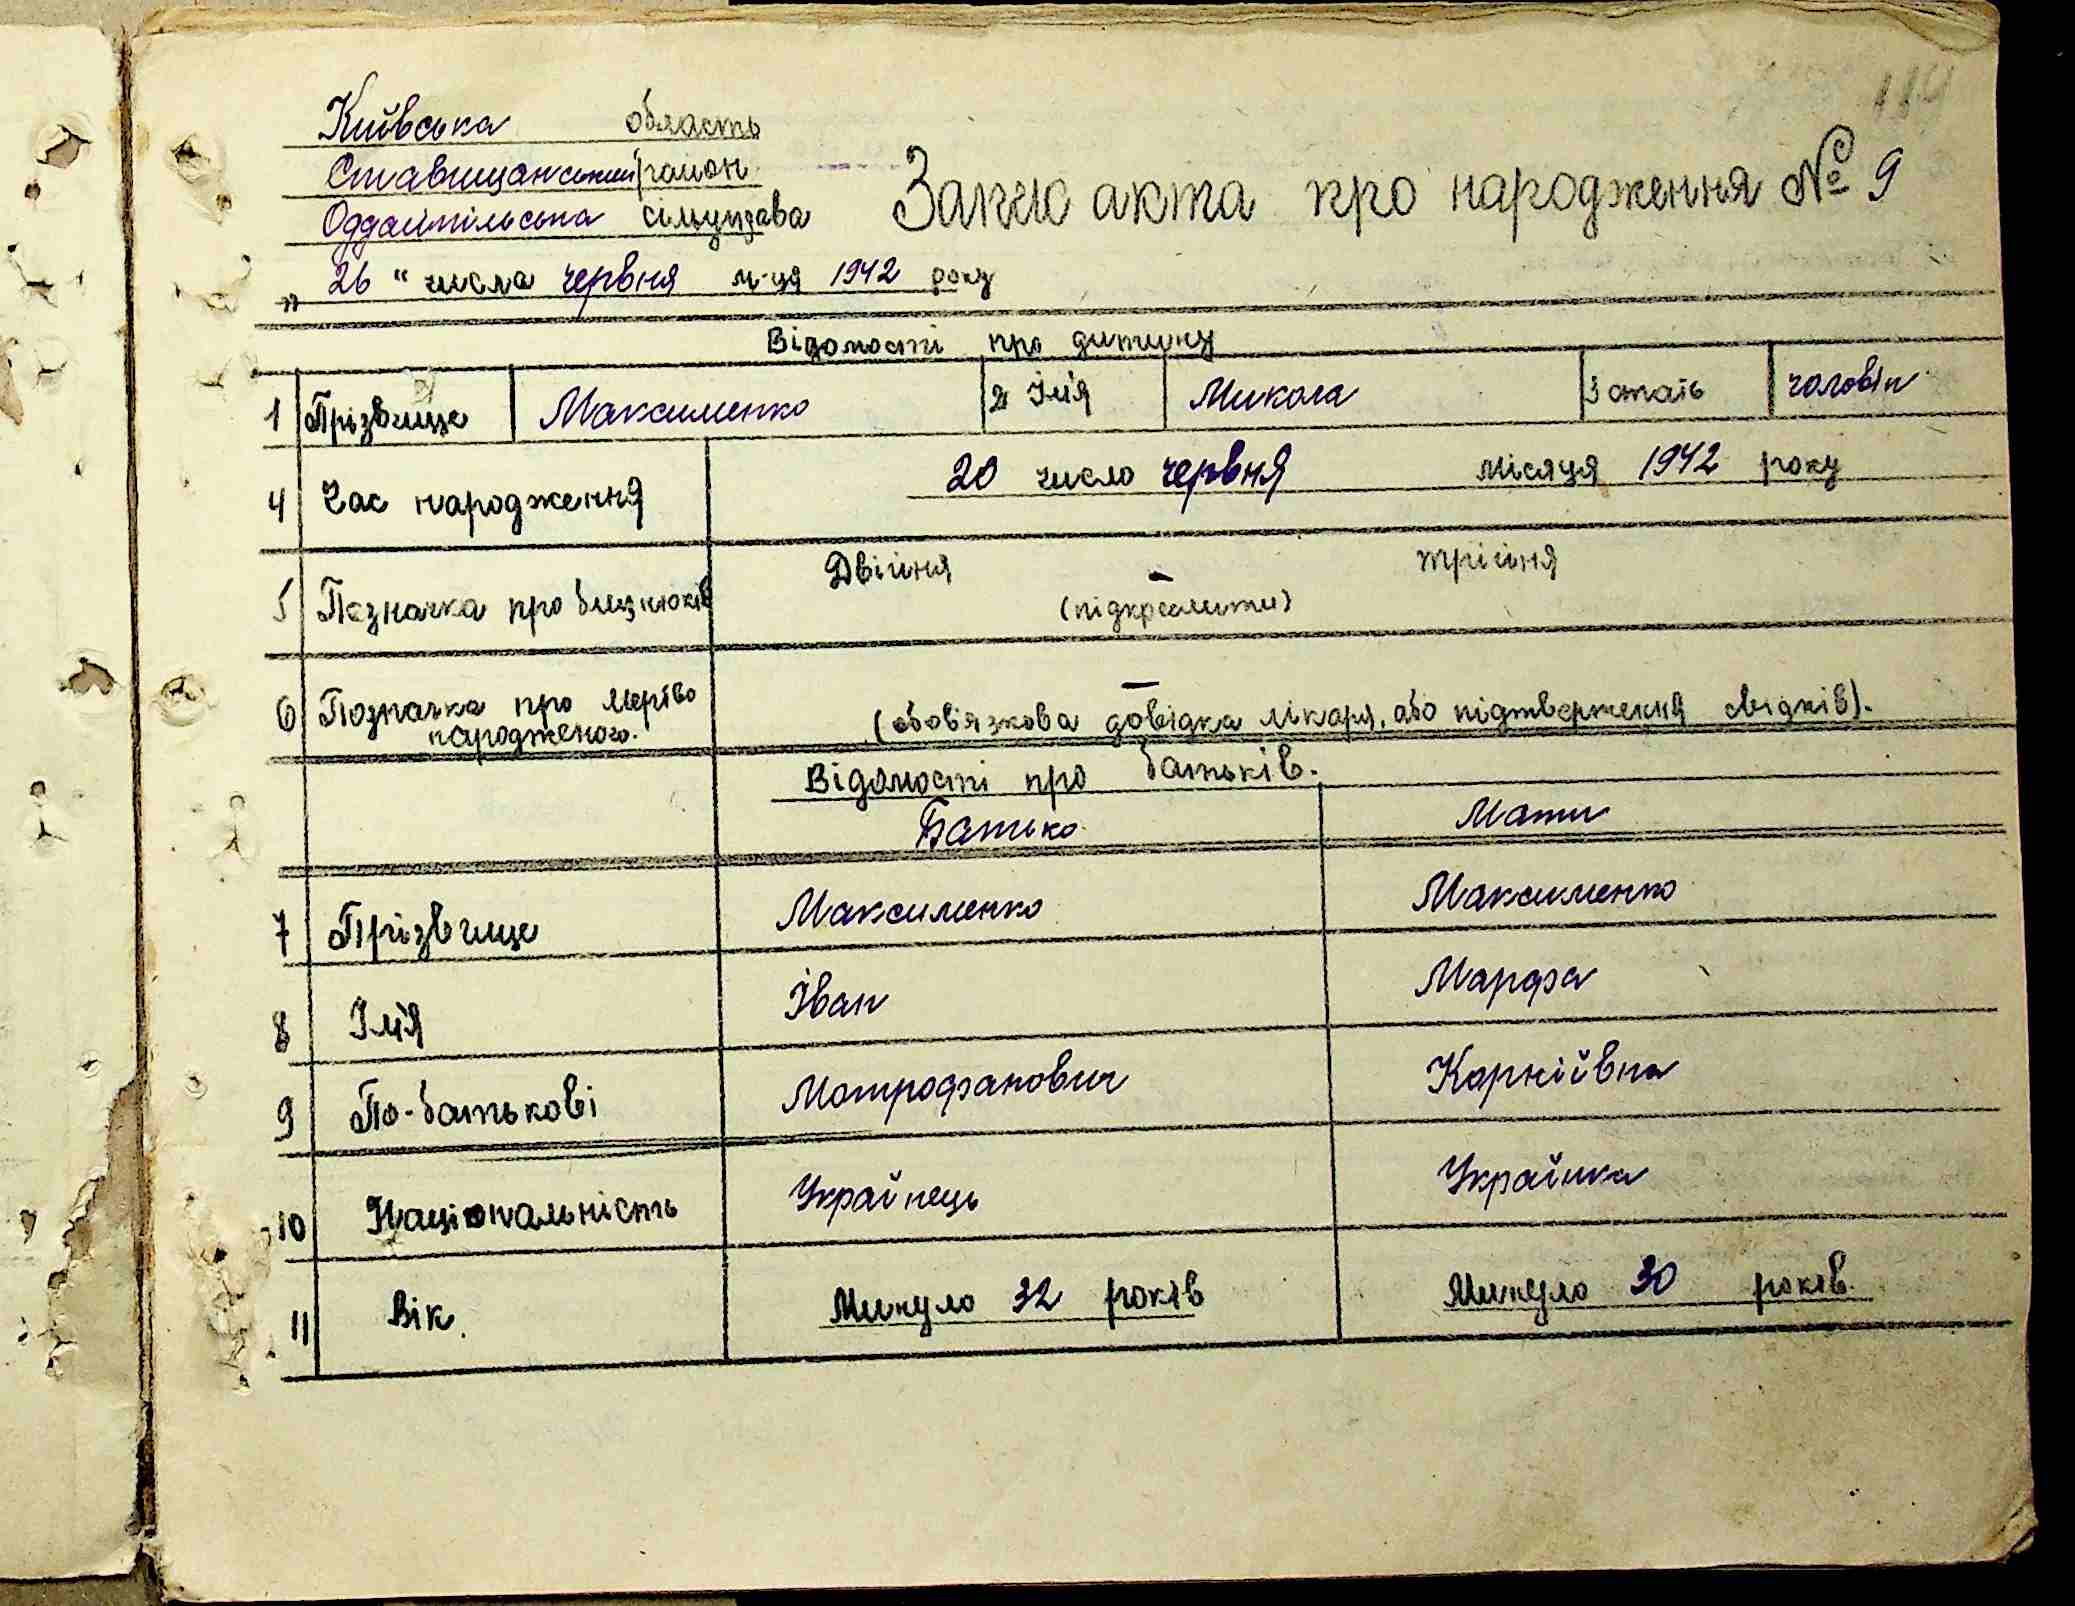 114
Київська область
Ставищанський район
Оддайпільська сільуправа
Запис акта про народження № 9
„ 26 " числа червня м-ця 1942 року
Відомості про дитину
1 Прізвище Максименко 2 Ім'я Микола 3 стать чоловіч
4 Час народження 20 число червня місяця 1942 року
5 Позначка про близнюків Двійня - трійня
(підкреслити)
6 Позначка про мертво народженого. —
(обов'язкова довідка лікаря, або підтвердження свідків).
Відомості про батьків.
Батько Мати
7 Прізвище Максименко Максименко
8 Ім'я Іван Марфа
9 По-батькові Мотрофанович Корніївна
10 Національність Українець Українка
11 Вік. Минуло 32 років Минуло 30 років.